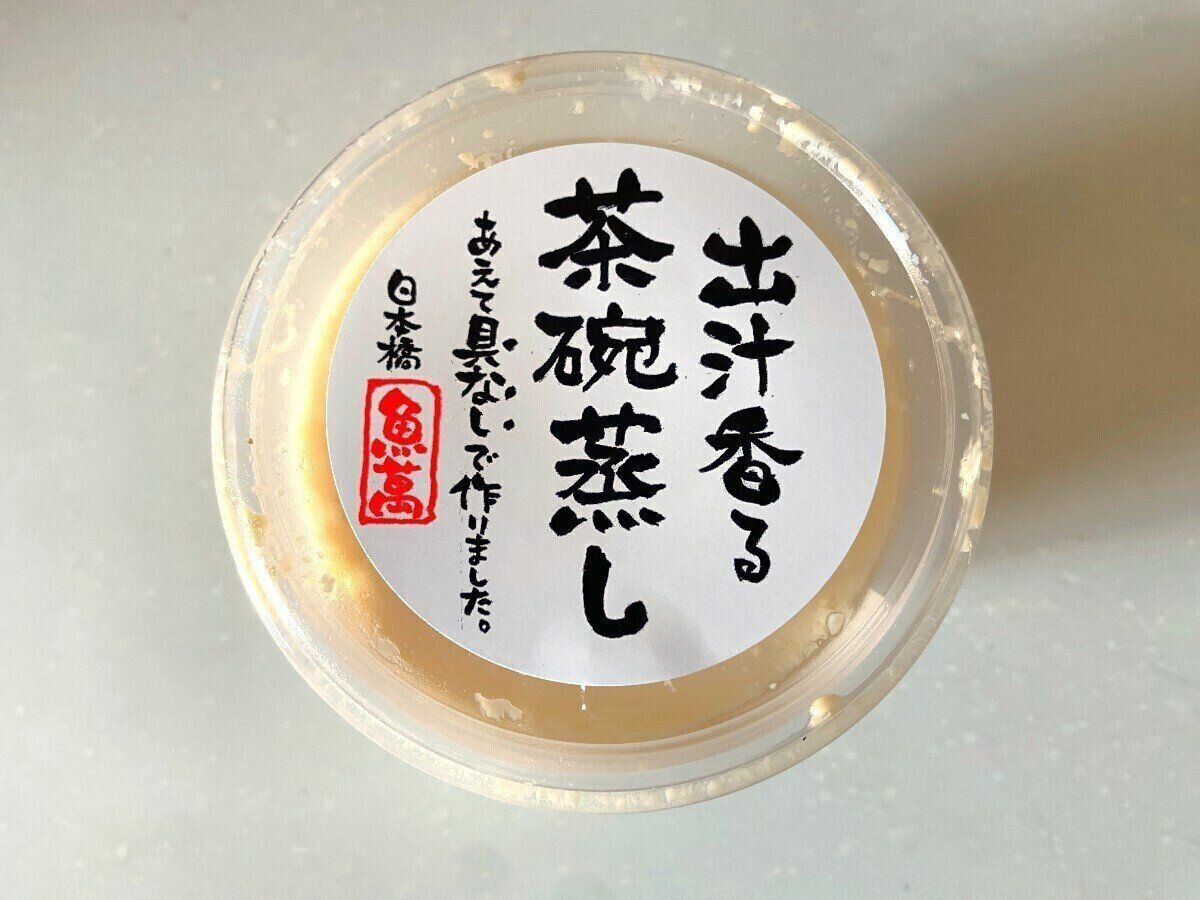 出汁香る
茶碗蒸し
あえて具なしで作りました。
日本橋
魚萬